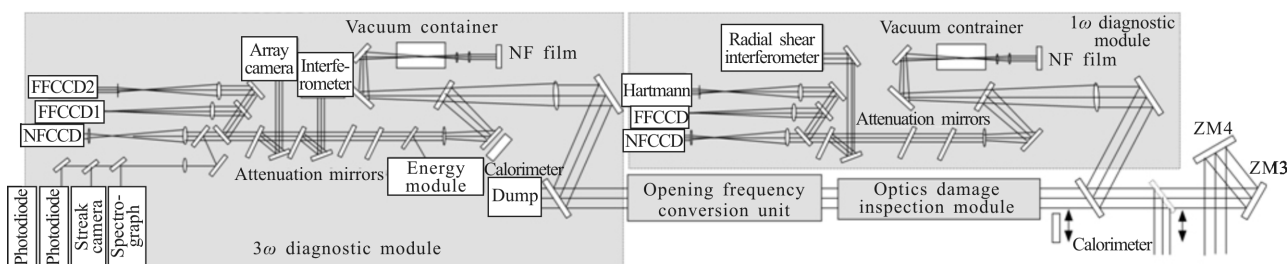 Vacuum container
Array
camera
Interfe-
rometer
NF film
FFCCD2
FFCCD1
NFCCD
Attenuation mirrors
Energy
module
Calorimeter
Dump
Photodiode
Photodiode
Streak
camera
Spectro-
graph
3ω diagnostic module
Radial shear
interferometer
Vacuum contrainer
1ω diagnostic
module
NF film
Hartmann
FFCCD
NFCCD
Attenuation mirrors
Opening frequency
conversion unit
Optics damage
inspection module
Calorimeter
ZM4
ZM3